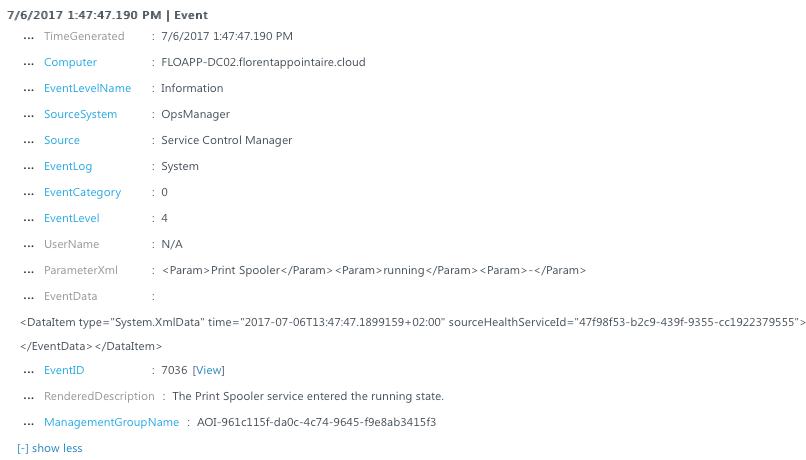 7/6/2017 1:47:47.190 PM | Event
... TimeGenerated : 7/6/2017 1:47:47.190 PM
... Computer : FLOAPP-DC02.florentappointaire.cloud
... EventLevelName : Information
... SourceSystem : OpsManager
... Source : Service Control Manager
... EventLog : System
... EventCategory : 0
... EventLevel : 4
... UserName : N/A
... ParameterXml : <Param>Print Spooler</Param><Param>running</Param><Param>-</Param>
... EventData :
<DataItem type="System.XmlData" time="2017-07-06T13:47:47.1899159+02:00" sourceHealthServiceId="47f98f53-b2c9-439f-9355-cc1922379555">
</EventData></DataItem>
... EventID : 7036 [View]
... RenderedDescription : The Print Spooler service entered the running state.
... ManagementGroupName : AOI-961c115f-da0c-4c74-9645-f9e8ab3415f3
[-] show less